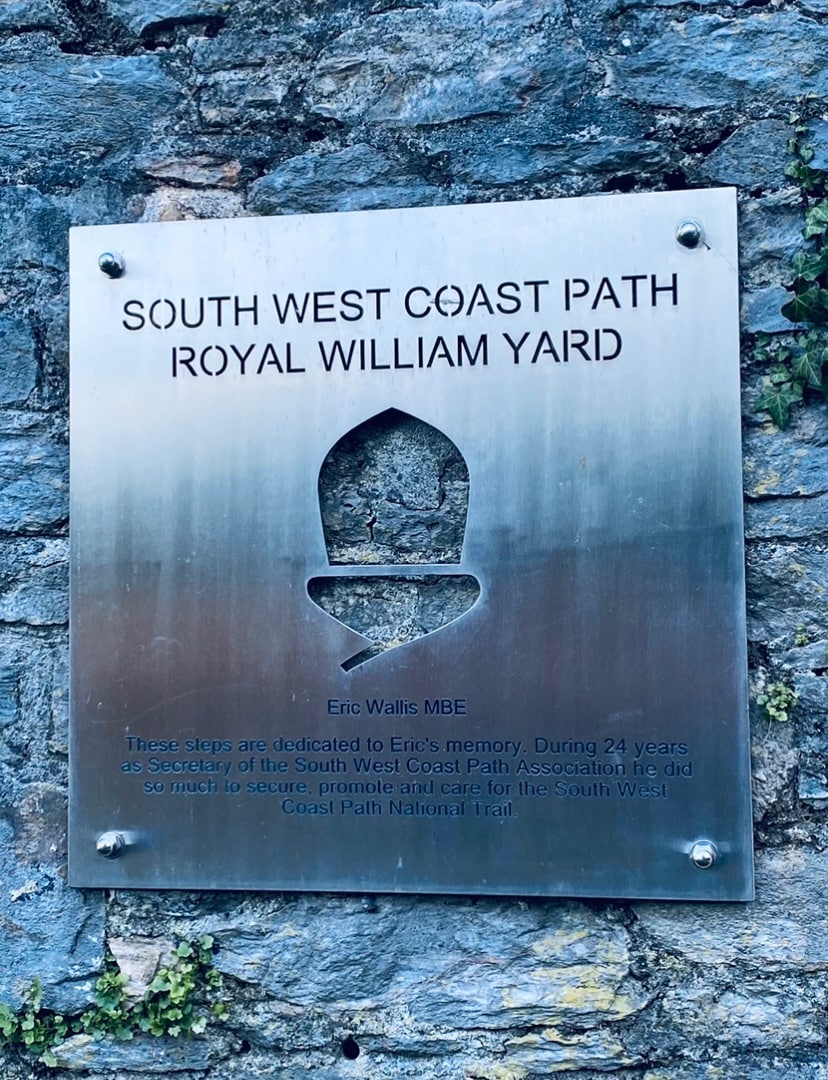 SOUTH WEST COAST PATH
ROYAL WILLIAM YARD
Eric Wallis MBE
These steps are dedicated to Eric's memory. During 24 years
as Secretary of the South West Coast Path Association he did
so much to secure, promote and care for the South West
Coast Path National Trail.